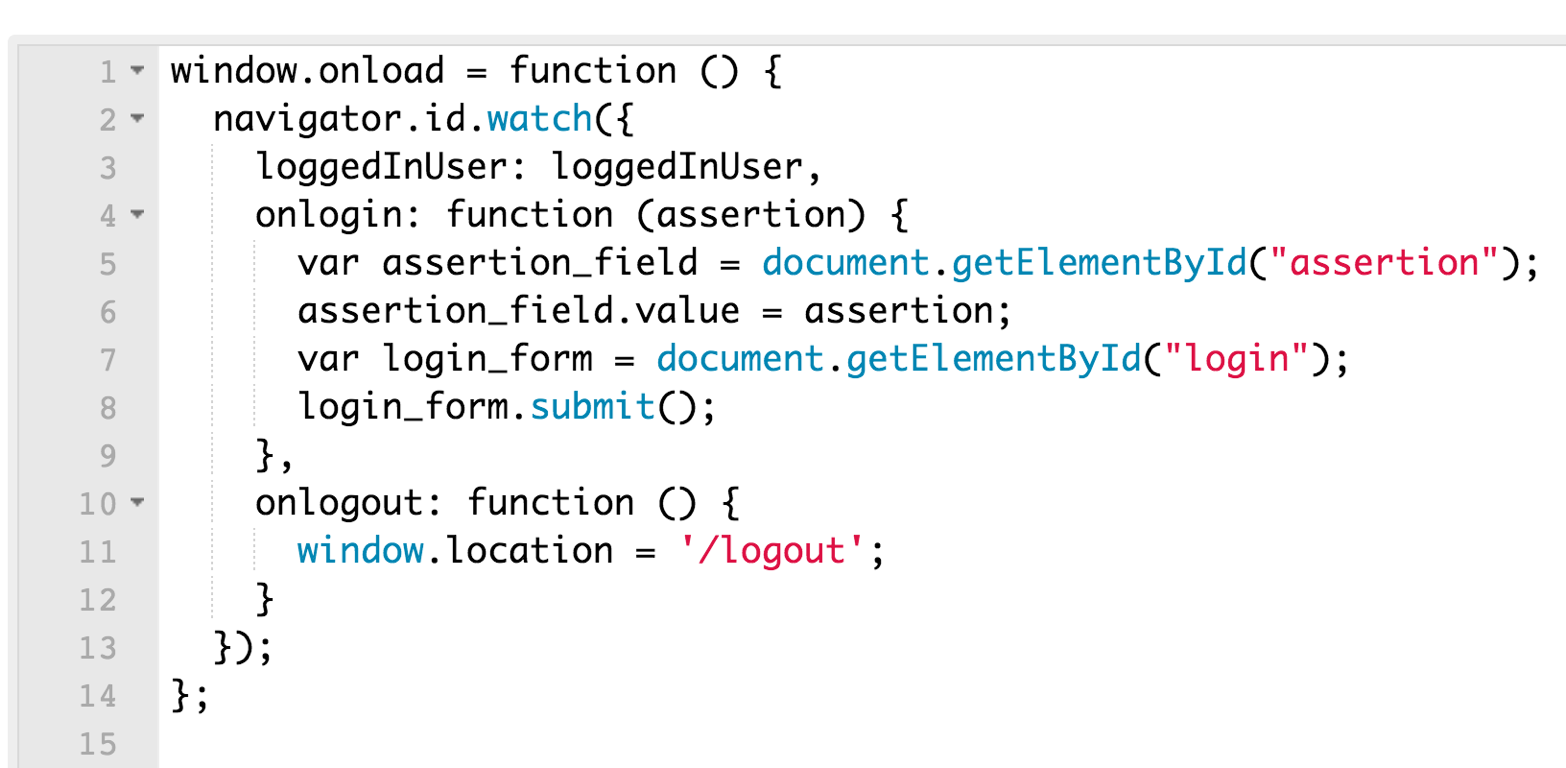 1 window.onload = function () {
2   navigator.id.watch({
3     loggedInUser: loggedInUser,
4     onlogin: function (assertion) {
5       var assertion_field = document.getElementById("assertion");
6       assertion_field.value = assertion;
7       var login_form = document.getElementById("login");
8       login_form.submit();
9     },
10     onlogout: function () {
11       window.location = '/logout';
12     }
13   });
14 };
15